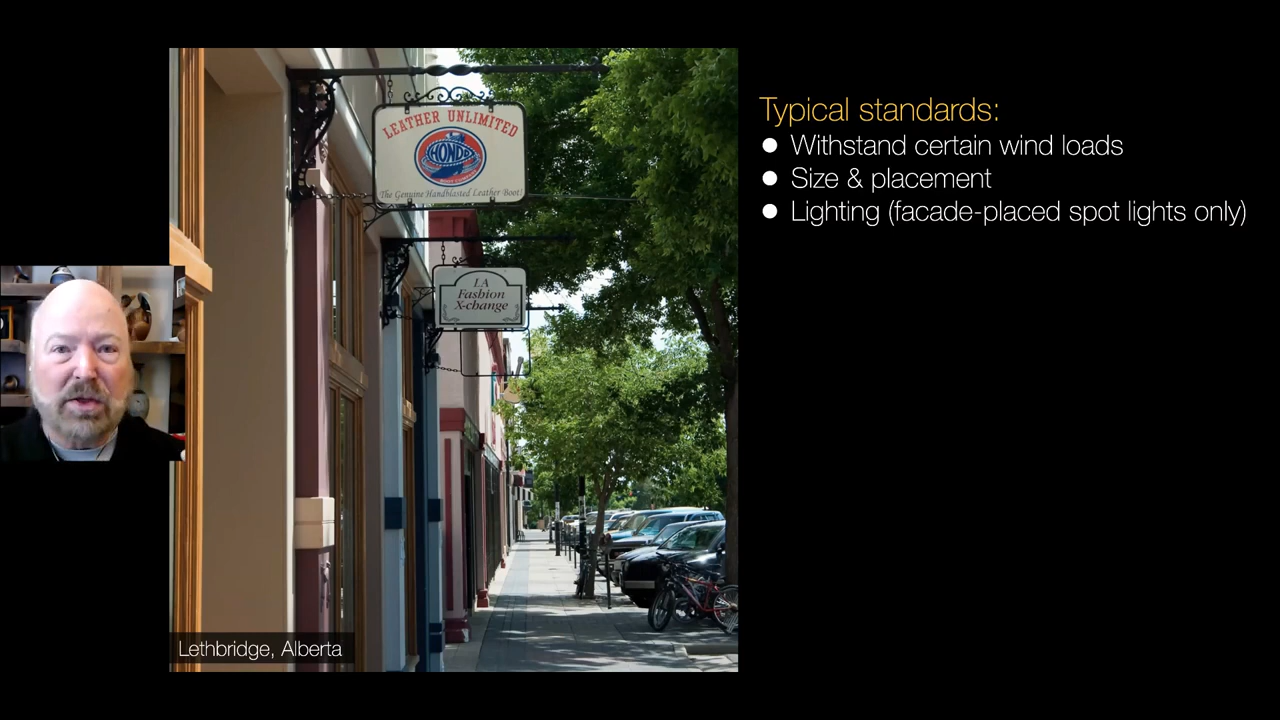 LEATHER UNLIMITED
HONDO
The Genuine Handblasted Leather Boot!
LA
Fashion
X-change
Lethbridge, Alberta
Typical standards:
● Withstand certain wind loads
● Size & placement
● Lighting (facade-placed spot lights only)